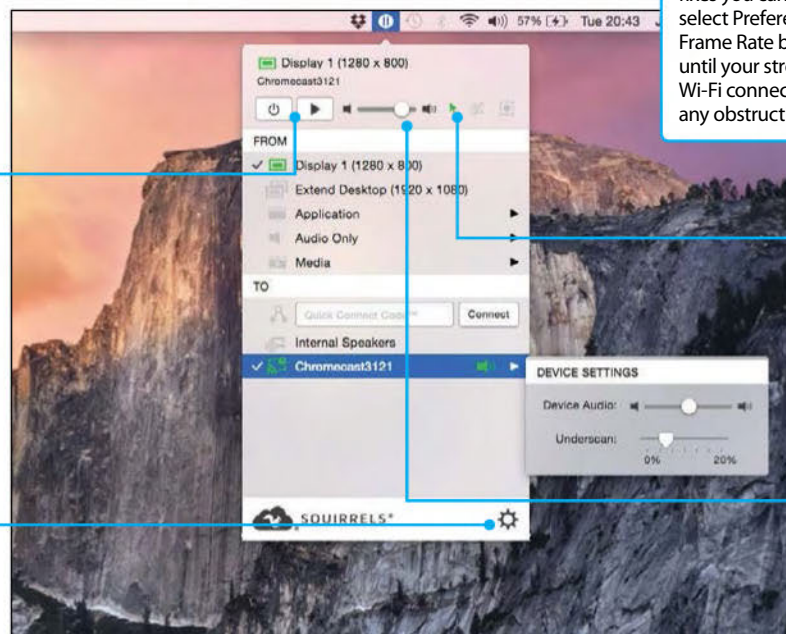 57% Tue 20:43
select Prefere
Frame Rate b
until your stre
Wi-Fi connec
any obstruct
Display 1 (1280 x 800)
Chromecast3121
FROM
Display 1 (1280 x 800)
Extend Desktop (1920 x 1080)
Application
Audio Only
Media
TO
Quick Connect Code™ Connect
Internal Speakers
Chromecast3121
DEVICE SETTINGS
Device Audio:
Underscan:
0% 20%
SQUIRRELS®